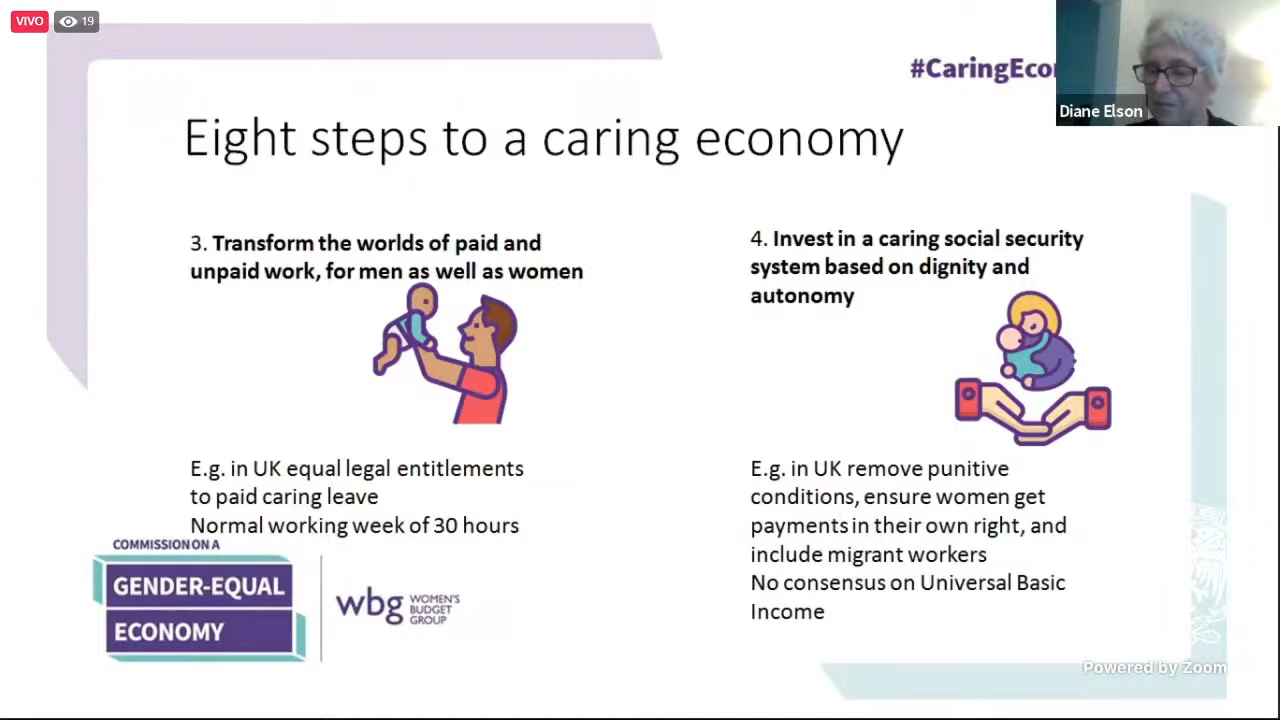 VIVO 19
#CaringEco
Diane Elson
Eight steps to a caring economy
3. Transform the worlds of paid and
unpaid work, for men as well as women
E.g. in UK equal legal entitlements
to paid caring leave
Normal working week of 30 hours
4. Invest in a caring social security
system based on dignity and
autonomy
E.g. in UK remove punitive
conditions, ensure women get
payments in their own right, and
include migrant workers
No consensus on Universal Basic
Income
COMMISSION ON A
GENDER-EQUAL
ECONOMY
wbg
WOMEN'S
BUDGET
GROUP
Powered by Zoom